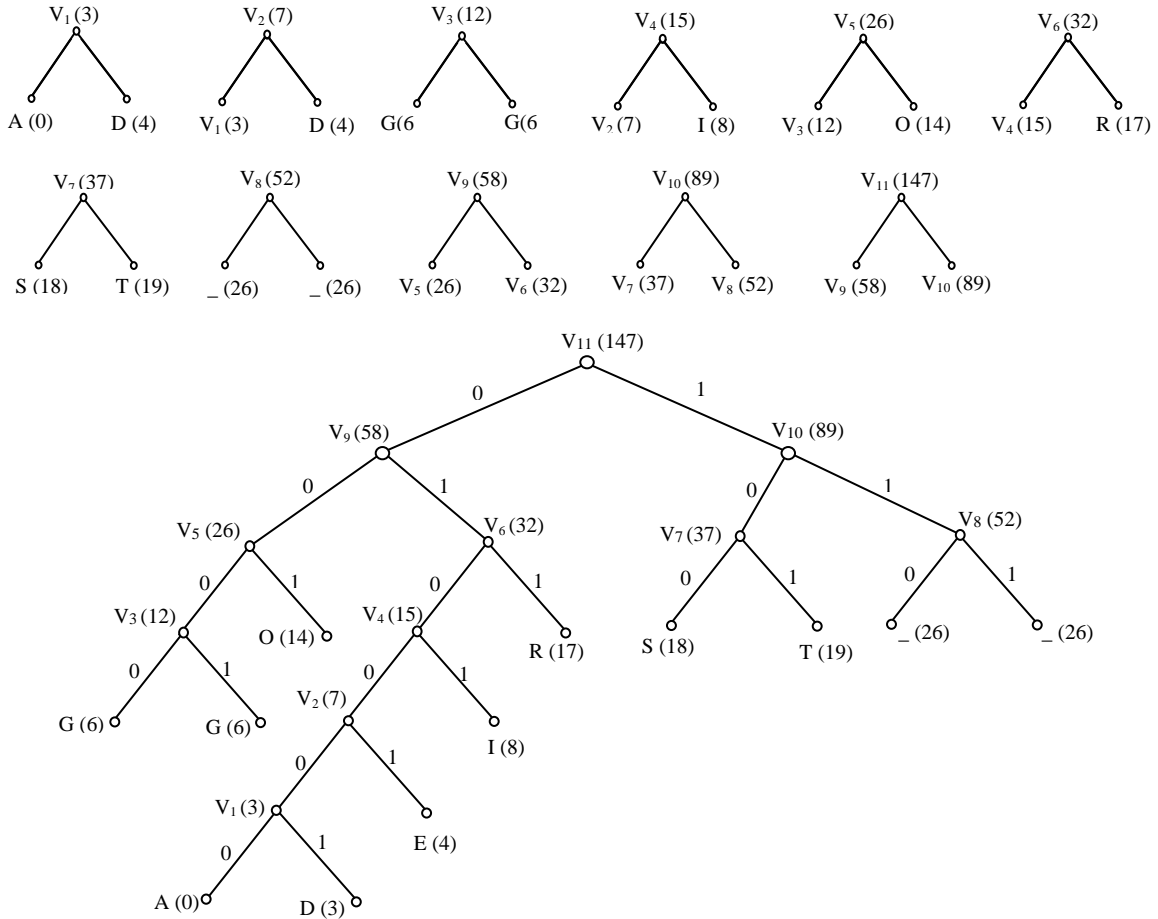 V₁ (3) V₂ (7) V₃ (12) V₄ (15) V₅ (26) V₆ (32)
A (0) D (4) V₁ (3) D (4) G(6 G(6 V₂ (7) I (8) V₃ (12) O (14) V₄ (15) R (17)
V₇ (37) V₈ (52) V₉ (58) V₁₀ (89) V₁₁ (147)
S (18) T (19) _ (26) _ (26) V₅ (26) V₆ (32) V₇ (37) V₈ (52) V₉ (58) V₁₀ (89)
V₁₁ (147)
0 1
V₉ (58) V₁₀ (89)
0 1 0 1
V₅ (26) V₆ (32) V₇ (37) V₈ (52)
0 1 0 1 0 1 0 1
V₃ (12) O (14) V₄ (15) R (17) S (18) T (19) _ (26) _ (26)
0 1 0 1
G (6) G (6) V₂ (7) I (8)
0 1
V₁ (3) E (4)
0 1
A (0) D (3)